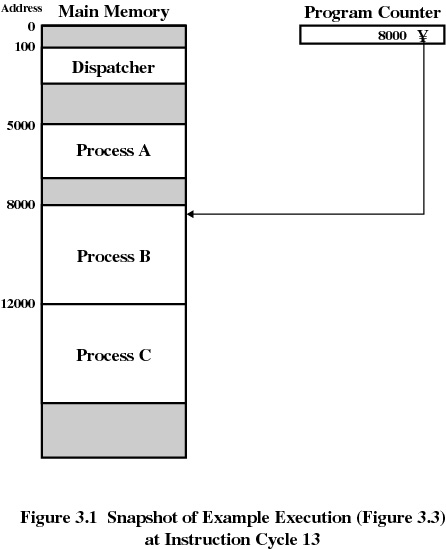 Address Main Memory Program Counter
0
8000 ¥
100
Dispatcher
5000
Process A
8000
Process B
12000
Process C
Figure 3.1 Snapshot of Example Execution (Figure 3.3)
at Instruction Cycle 13